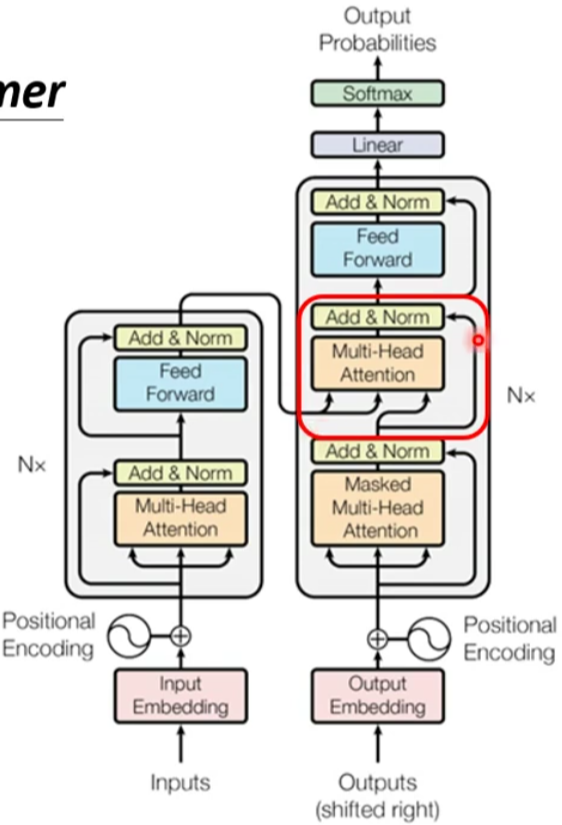 mer
Output
Probabilities
Softmax
Linear
Add & Norm
Feed
Forward
Add & Norm
Multi-Head
Attention
Nx
Add & Norm
Masked
Multi-Head
Attention
Add & Norm
Feed
Forward
Nx
Add & Norm
Multi-Head
Attention
Positional
Encoding
Positional
Encoding
Input
Embedding
Output
Embedding
Inputs
Outputs
(shifted right)